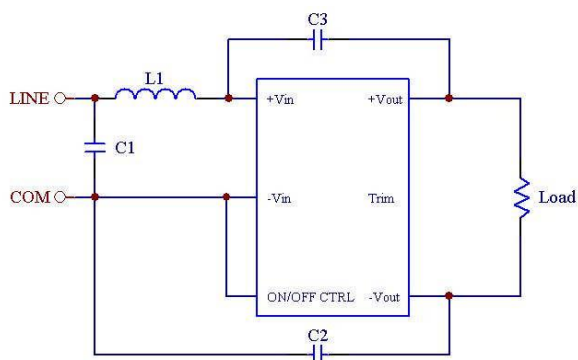 C3
L1
LINE
+Vin
+Vout
C1
COM
-Vin
Trim
Load
ON/OFF CTRL
-Vout
C2